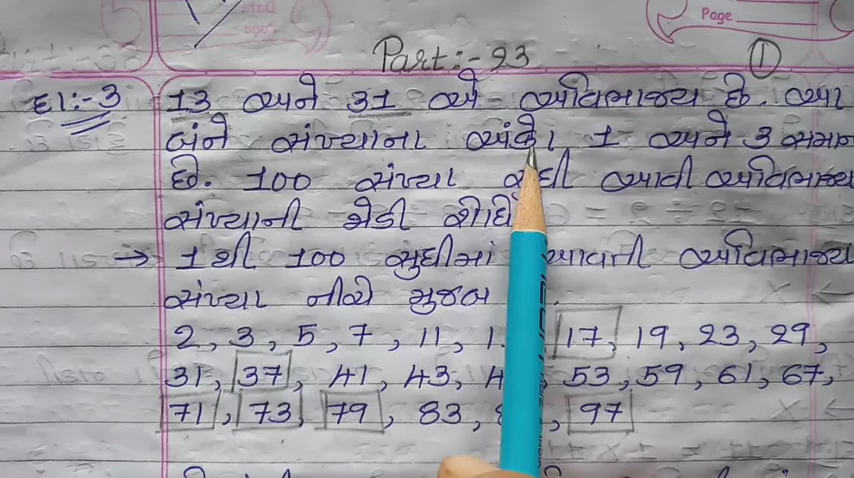 Page
Part:- 23
1
દા:- 3 13 અને 31 એ અવિભાજ્ય છે. આ
બંને સંખ્યાના અંકો 1 અને 3 સમાન
છે. 100 સંખ્યા સુધી આવી અવિભાજ્ય
સંખ્યાની જોડી શોધો
→ 1 થી 100 સુધીમાં આવતી અવિભાજ્ય
સંખ્યા નીચે મુજબ
2, 3, 5, 7, 11, 17, 19, 23, 29,
31, 37, 41, 43, 53, 59, 61, 67,
71, 73, 79, 83, 97